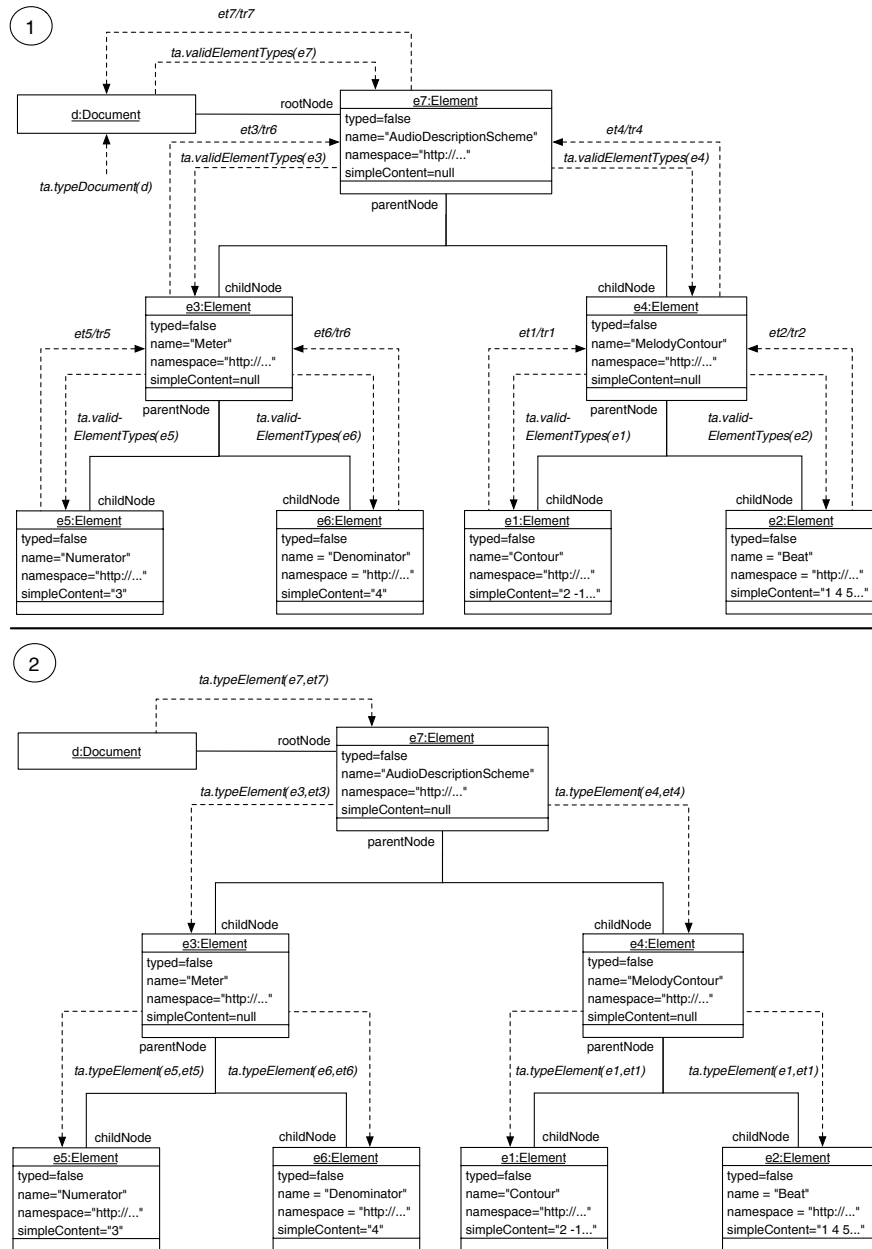 1
et7/tr7
ta.validElementTypes(e7)
d:Document
rootNode
e7:Element
typed=false
name="AudioDescriptionScheme"
namespace="http://..."
simpleContent=null
et3/tr6
ta.validElementTypes(e3)
et4/tr4
ta.validElementTypes(e4)
ta.typeDocument(d)
parentNode
childNode
childNode
e3:Element
typed=false
name="Meter"
namespace="http://..."
simpleContent=null
e4:Element
typed=false
name="MelodyContour"
namespace="http://..."
simpleContent=null
et5/tr5
et6/tr6
et1/tr1
et2/tr2
parentNode
parentNode
ta.valid-
ElementTypes(e5)
ta.valid-
ElementTypes(e6)
ta.valid-
ElementTypes(e1)
ta.valid-
ElementTypes(e2)
childNode
childNode
childNode
childNode
e5:Element
typed=false
name="Numerator"
namespace="http://..."
simpleContent="3"
e6:Element
typed=false
name = "Denominator"
namespace = "http://..."
simpleContent="4"
e1:Element
typed=false
name="Contour"
namespace="http://..."
simpleContent="2 -1..."
e2:Element
typed=false
name = "Beat"
namespace = "http://..."
simpleContent="1 4 5..."
2
ta.typeElement(e7,et7)
d:Document
rootNode
e7:Element
typed=false
name="AudioDescriptionScheme"
namespace="http://..."
simpleContent=null
ta.typeElement(e3,et3)
ta.typeElement(e4,et4)
parentNode
childNode
childNode
e3:Element
typed=false
name="Meter"
namespace="http://..."
simpleContent=null
e4:Element
typed=false
name="MelodyContour"
namespace="http://..."
simpleContent=null
parentNode
parentNode
ta.typeElement(e5,et5)
ta.typeElement(e6,et6)
ta.typeElement(e1,et1)
ta.typeElement(e1,et1)
childNode
childNode
childNode
childNode
e5:Element
typed=false
name="Numerator"
namespace="http://..."
simpleContent="3"
e6:Element
typed=false
name = "Denominator"
namespace = "http://..."
simpleContent="4"
e1:Element
typed=false
name="Contour"
namespace="http://..."
simpleContent="2 -1..."
e2:Element
typed=false
name = "Beat"
namespace = "http://..."
simpleContent="1 4 5..."